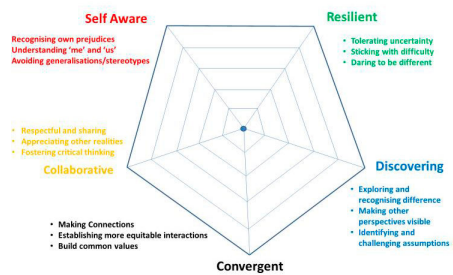 Self Aware
Recognising own prejudices
Understanding 'me' and 'us'
Avoiding generalisations/stereotypes
Resilient
• Tolerating uncertainty
• Sticking with difficulty
• Daring to be different
• Respectful and sharing
• Appreciating other realities
• Fostering critical thinking
Collaborative
Discovering
• Exploring and
recognising difference
• Making other
perspectives visible
• Identifying and
challenging assumptions
• Making Connections
• Establishing more equitable interactions
• Build common values
Convergent